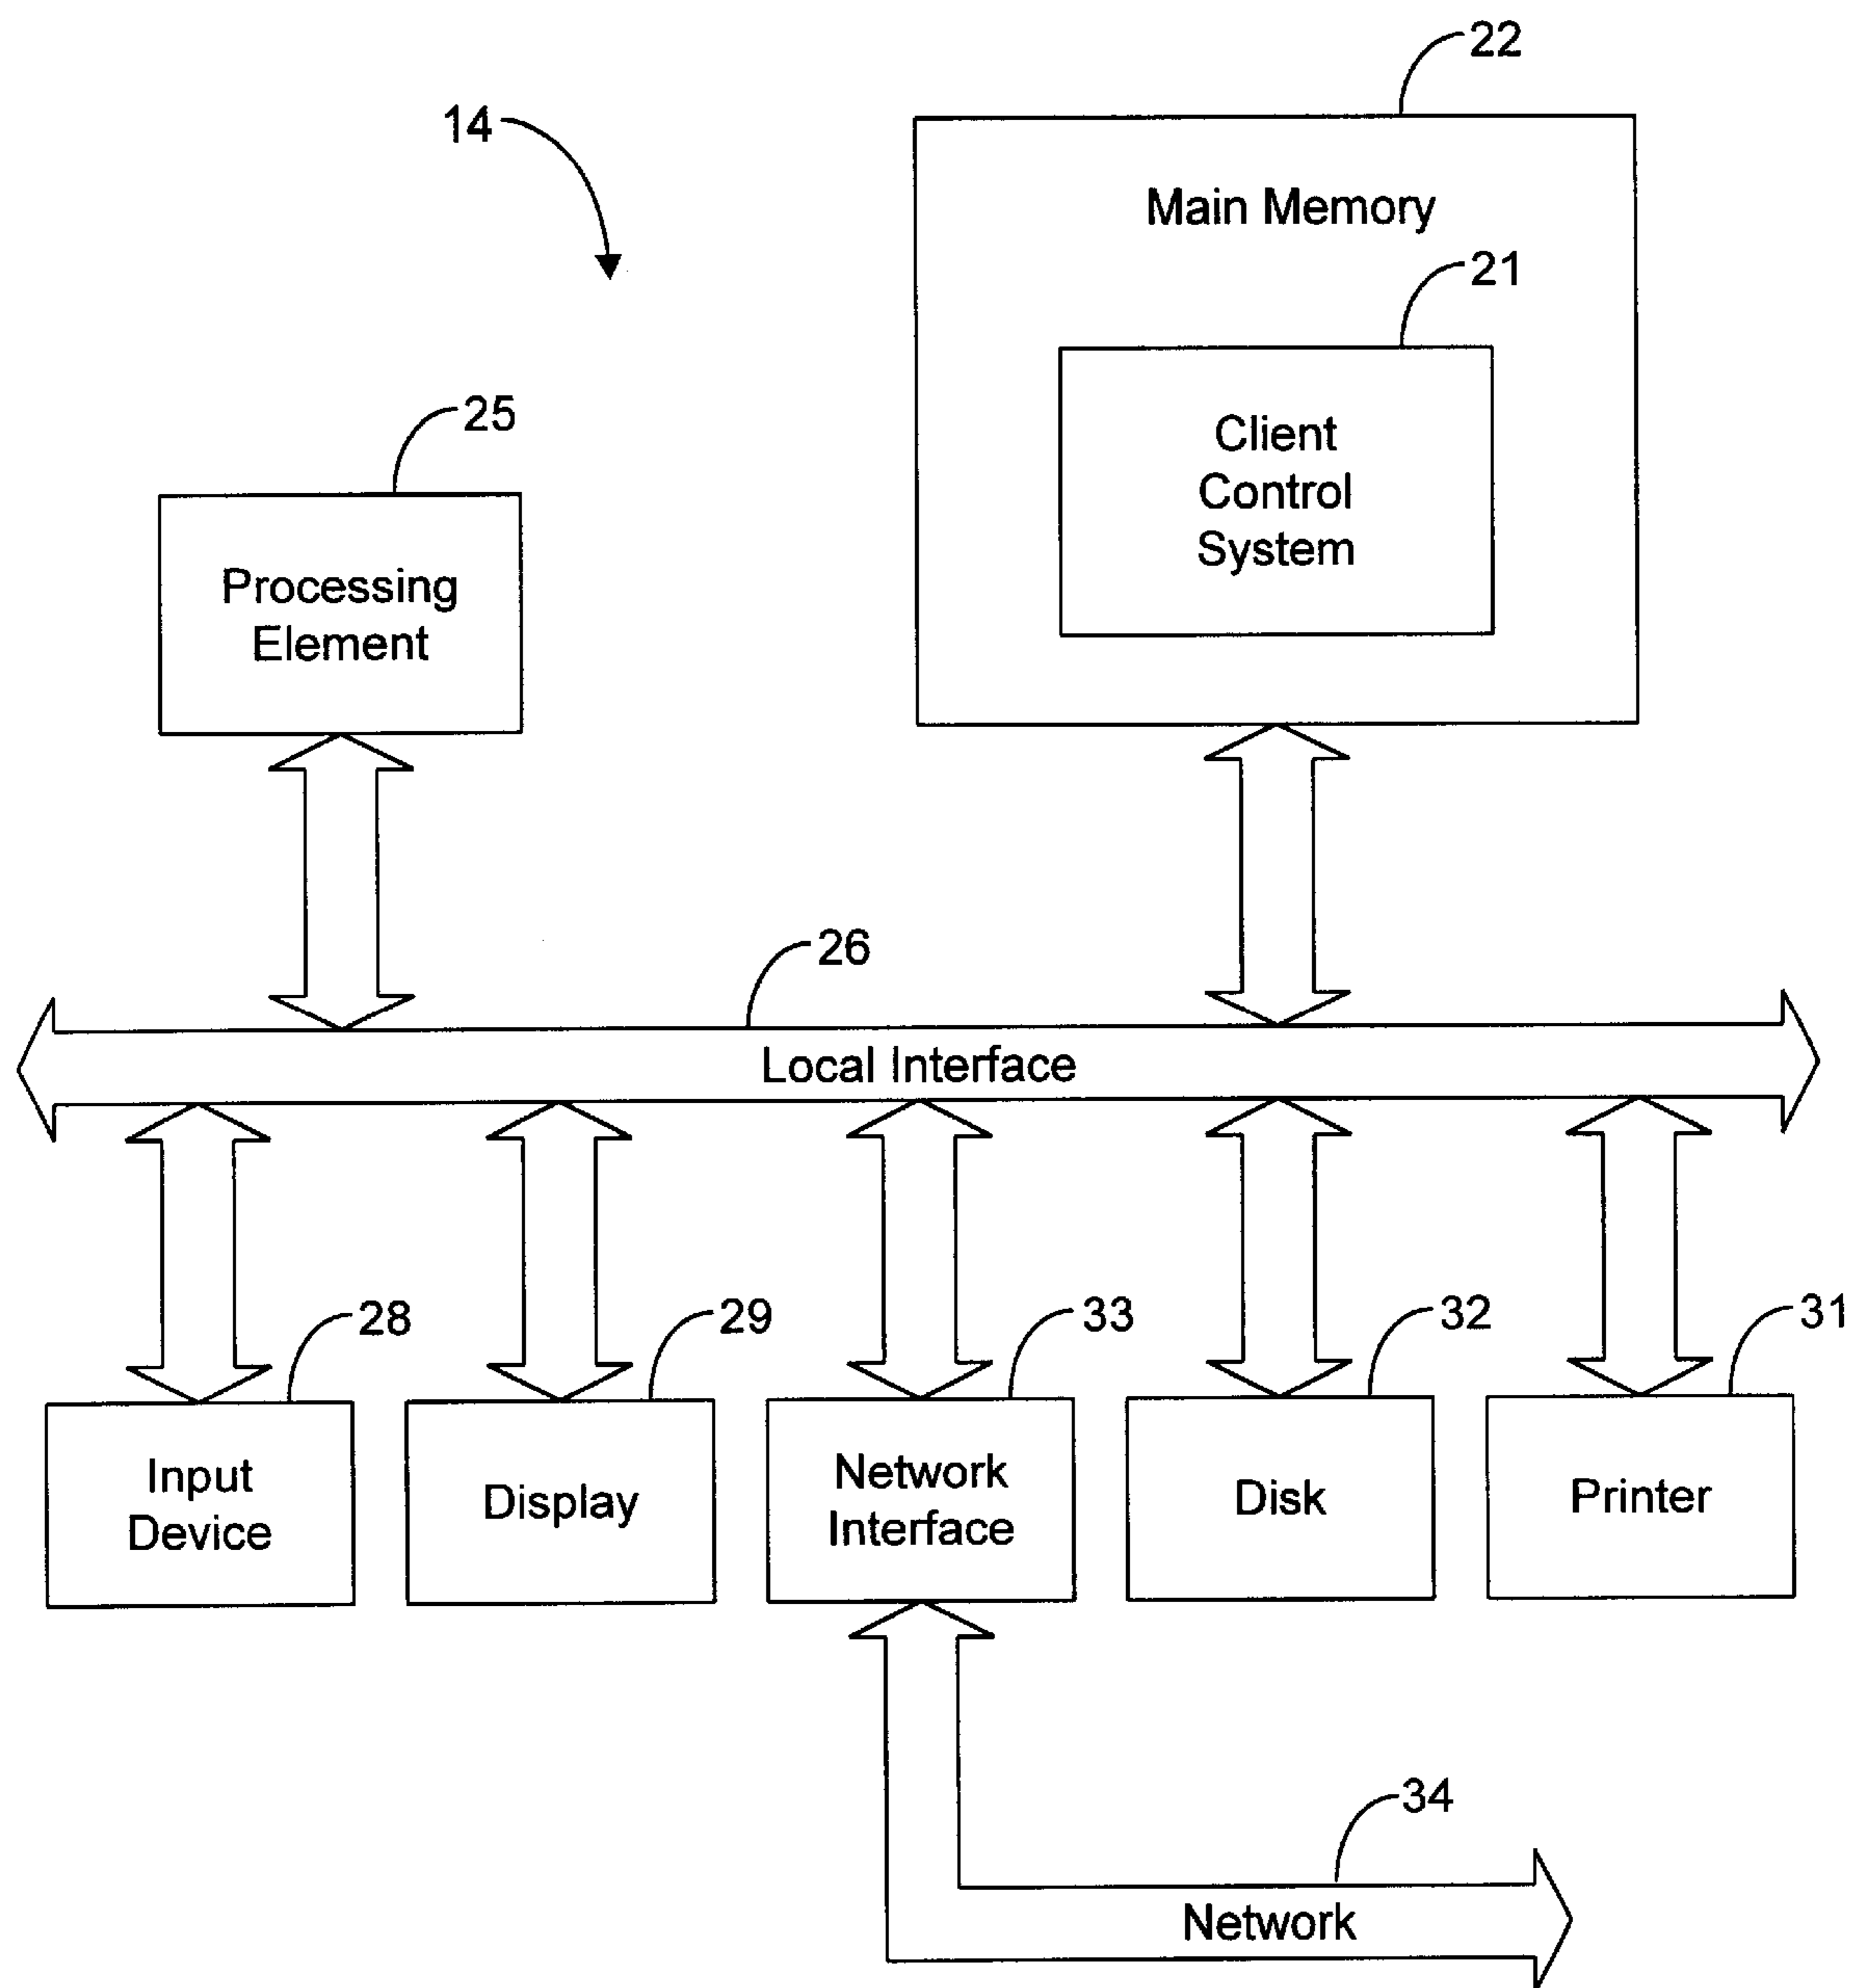 22
14
Main Memory
21
Client
Control
System
25
Processing
Element
26
Local Interface
28
29
33
32
31
Input
Device
Display
Network
Interface
Disk
Printer
34
Network